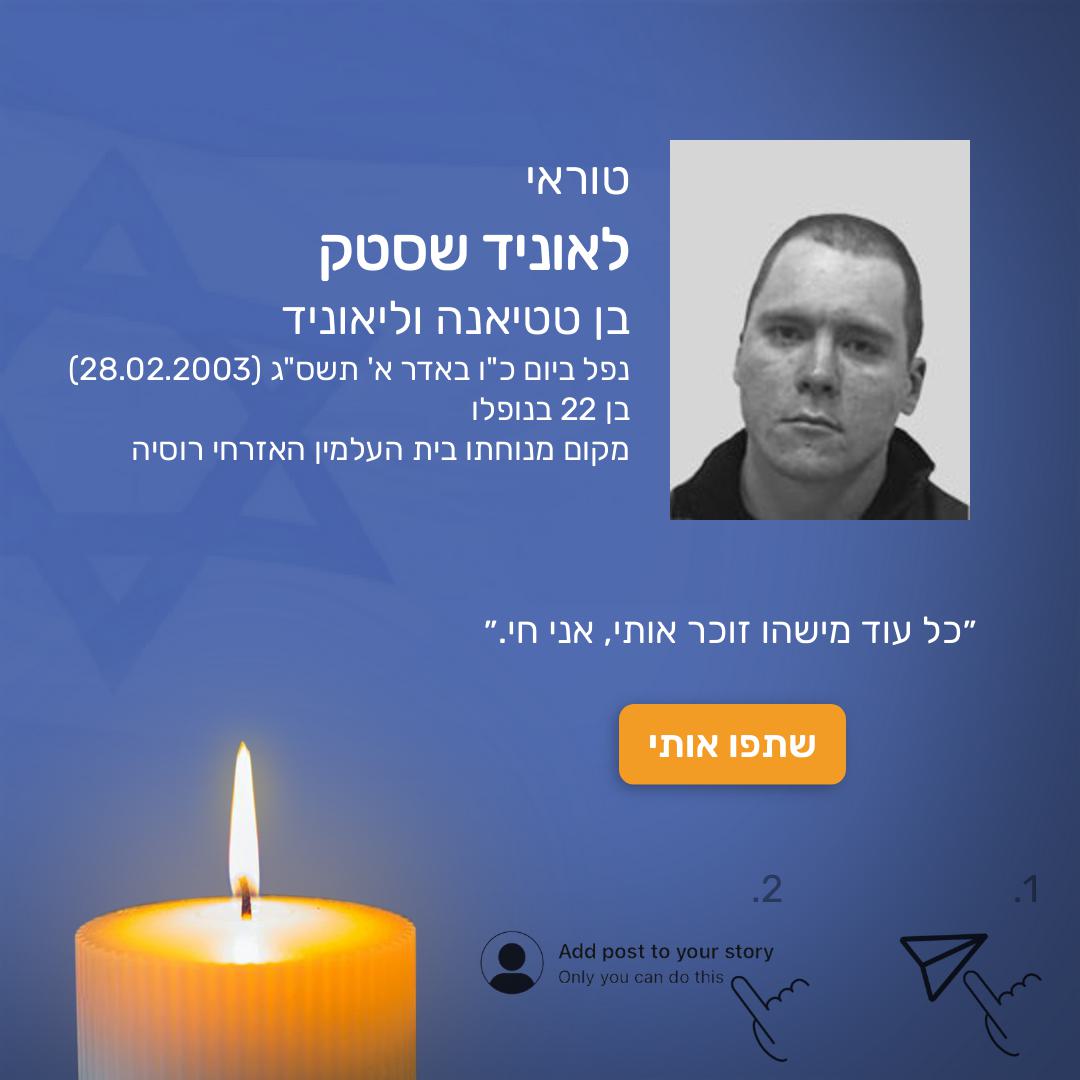 טוראי
לאוניד שסטק
בן טטיאנה וליאוניד
נפל ביום כ"ו באדר א' תשס"ג (28.02.2003)
בן 22 בנופלו
מקום מנוחתו בית העלמין האזרחי רוסיה
״כל עוד מישהו זוכר אותי, אני חי.״
שתפו אותי
1.
2.
Add post to your story
Only you can do this